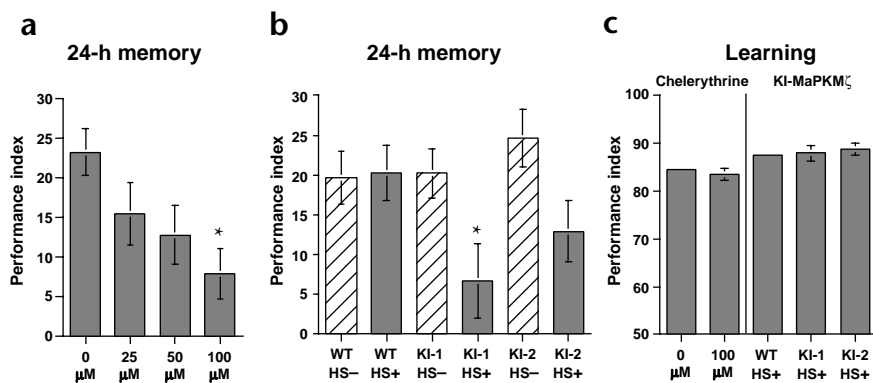 a
24-h memory
Performance index
30
25
20
15
10
5
0
*
0 25 50 100
µM µM µM µM
b
24-h memory
Performance index
30
25
20
15
10
5
0
*
WT WT KI-1 KI-1 KI-2 KI-2
HS– HS+ HS– HS+ HS– HS+
c
Learning
Chelerythrine KI-MaPKMζ
Performance index
100
90
80
70
60
50
0 100 WT KI-1 KI-2
µM µM HS+ HS+ HS+